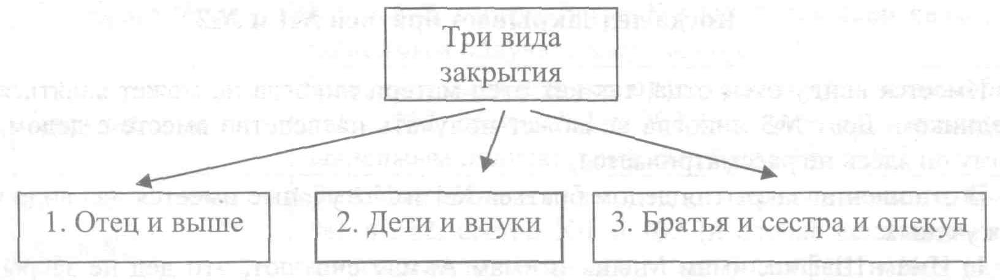 Три вида
закрытия
1. Отец и выше
2. Дети и внуки
3. Братья и сестра и опекун